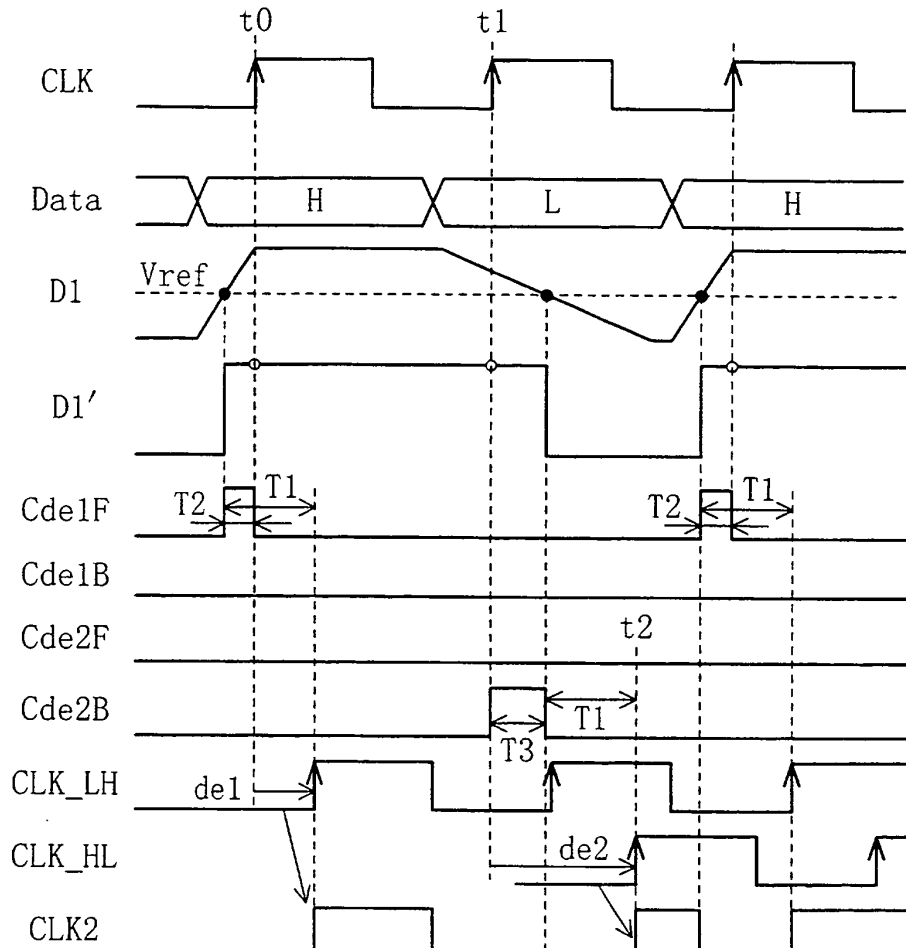 t0 t1
CLK
Data H L H
D1 Vref
D1′
Cde1F T2 T1 T2 T1
Cde1B
Cde2F t2
Cde2B T3 T1
CLK_LH de1
CLK_HL de2
CLK2